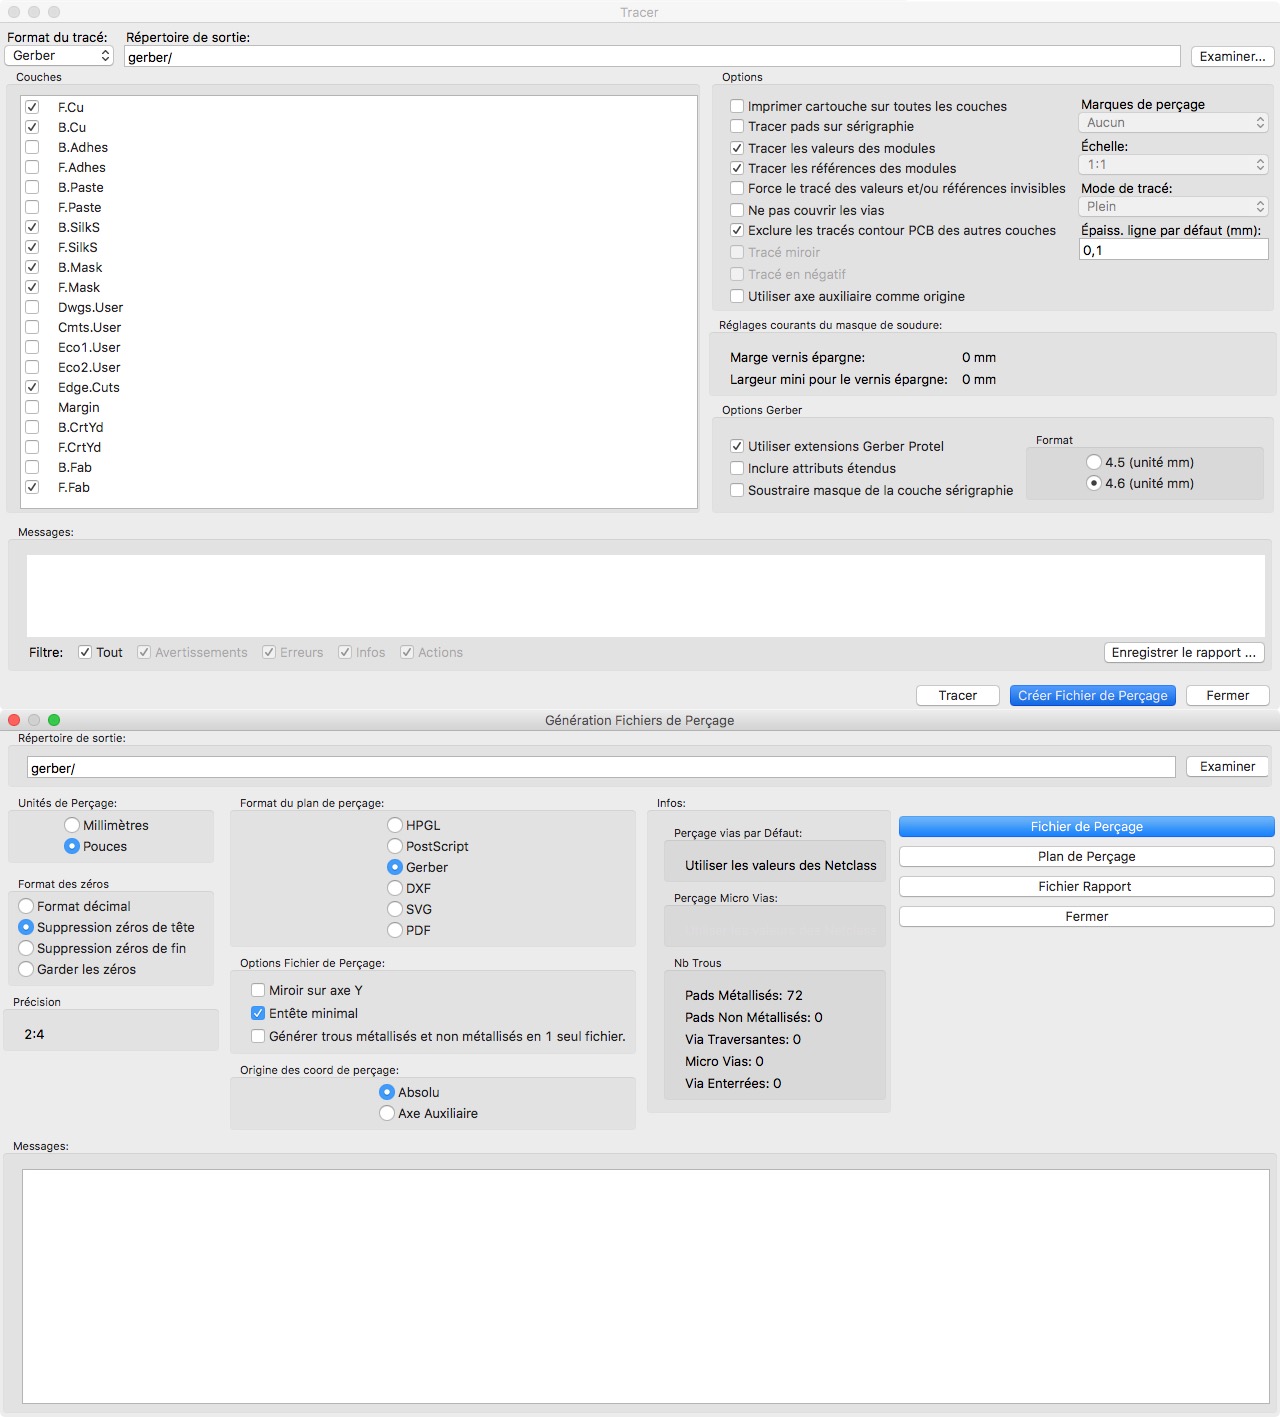 Tracer
Format du tracé:
Répertoire de sortie:
Gerber
gerber/
Examiner...
Couches
F.Cu
B.Cu
B.Adhes
F.Adhes
B.Paste
F.Paste
B.SilkS
F.SilkS
B.Mask
F.Mask
Dwgs.User
Cmts.User
Eco1.User
Eco2.User
Edge.Cuts
Margin
B.CrtYd
F.CrtYd
B.Fab
F.Fab
Options
Imprimer cartouche sur toutes les couches
Tracer pads sur sérigraphie
Tracer les valeurs des modules
Tracer les références des modules
Force le tracé des valeurs et/ou références invisibles
Ne pas couvrir les vias
Exclure les tracés contour PCB des autres couches
Tracé miroir
Tracé en négatif
Utiliser axe auxiliaire comme origine
Marques de perçage
Aucun
Échelle:
1:1
Mode de tracé:
Plein
Épaiss. ligne par défaut (mm):
0,1
Réglages courants du masque de soudure:
Marge vernis épargne: 0 mm
Largeur mini pour le vernis épargne: 0 mm
Options Gerber
Utiliser extensions Gerber Protel
Inclure attributs étendus
Soustraire masque de la couche sérigraphie
Format
4.5 (unité mm)
4.6 (unité mm)
Messages:
Filtre: Tout Avertissements Erreurs Infos Actions
Enregistrer le rapport ...
Tracer
Créer Fichier de Perçage
Fermer
Génération Fichiers de Perçage
Répertoire de sortie:
gerber/
Examiner
Unités de Perçage:
Millimètres
Pouces
Format des zéros
Format décimal
Suppression zéros de tête
Suppression zéros de fin
Garder les zéros
Précision
2:4
Format du plan de perçage:
HPGL
PostScript
Gerber
DXF
SVG
PDF
Options Fichier de Perçage:
Miroir sur axe Y
Entête minimal
Générer trous métallisés et non métallisés en 1 seul fichier.
Origine des coord de perçage:
Absolu
Axe Auxiliaire
Infos:
Perçage vias par Défaut:
Utiliser les valeurs des Netclass
Perçage Micro Vias:
Nb Trous
Pads Métallisés: 72
Pads Non Métallisés: 0
Via Traversantes: 0
Micro Vias: 0
Via Enterrées: 0
Fichier de Perçage
Plan de Perçage
Fichier Rapport
Fermer
Messages: